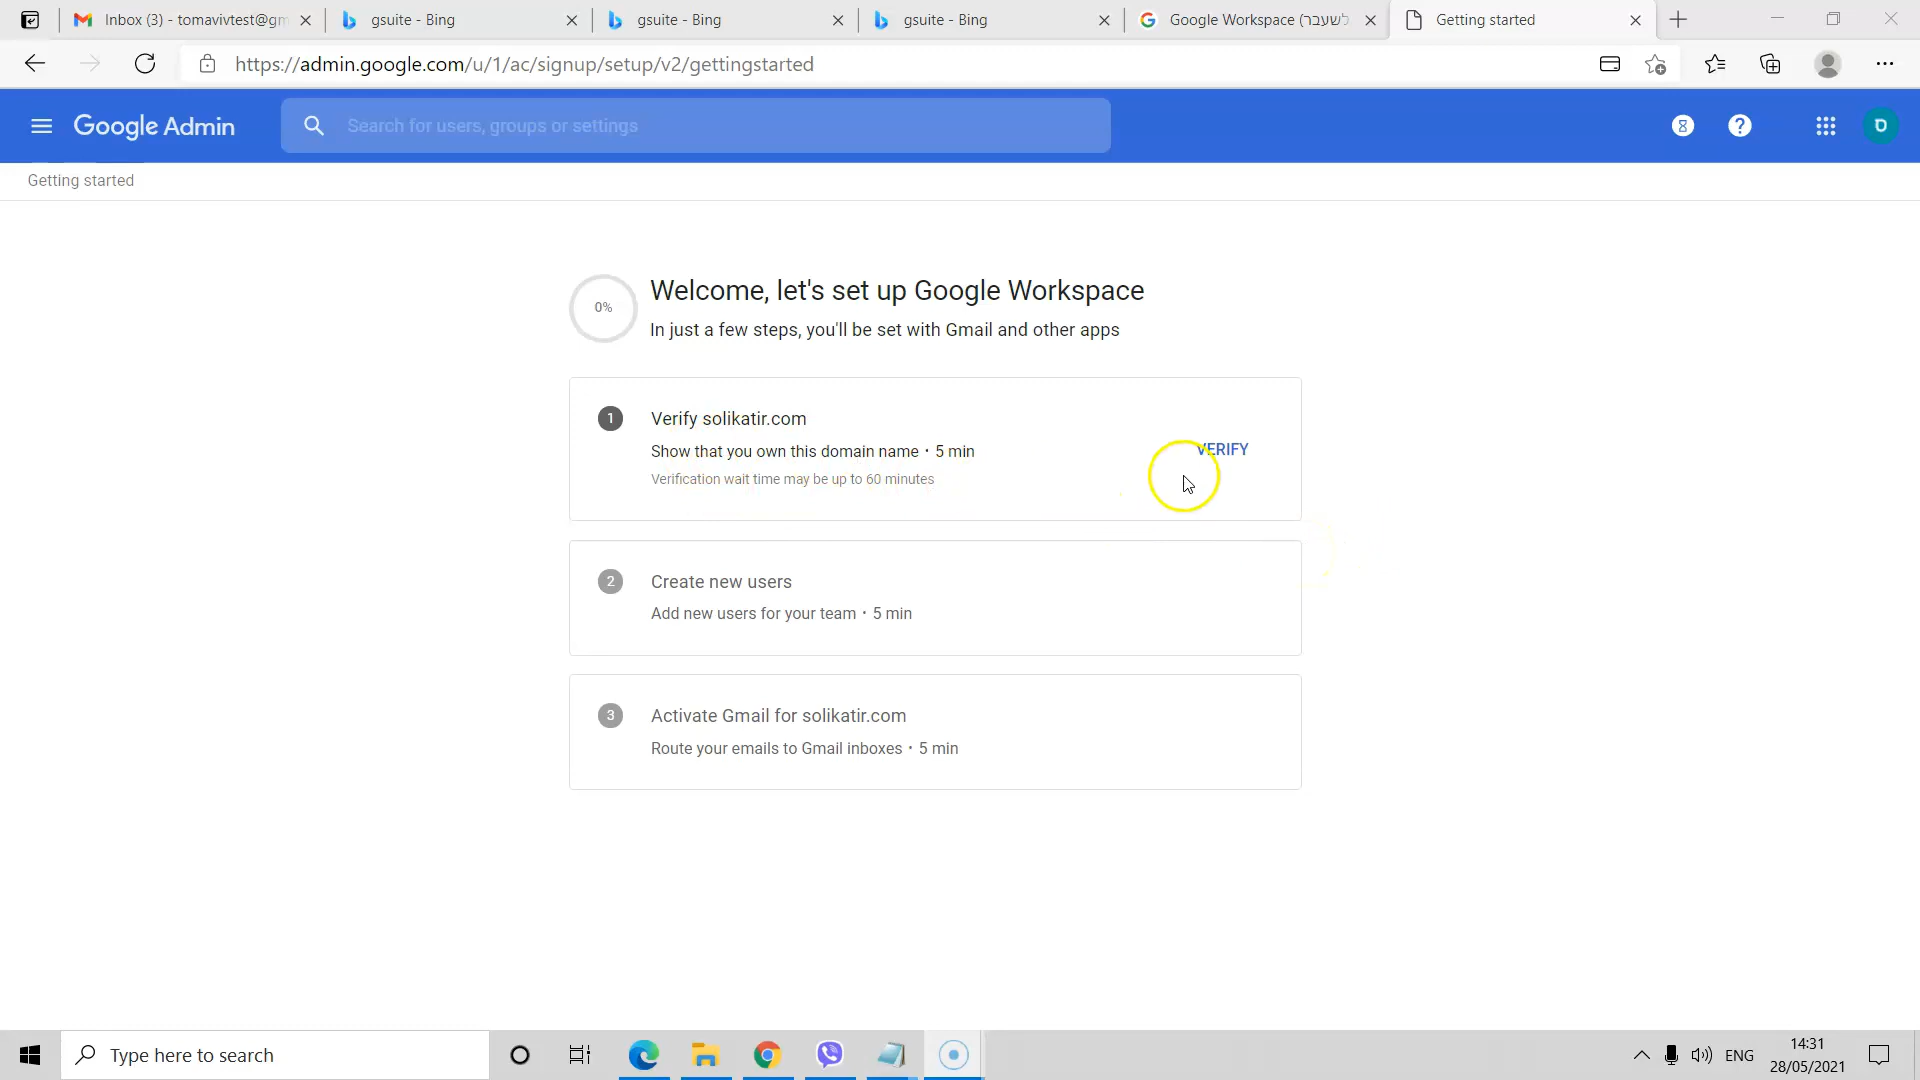 Inbox (3) - tomavivtest@gm
gsuite - Bing
gsuite - Bing
gsuite - Bing
Google Workspace (לשעבר
Getting started
https://admin.google.com/u/1/ac/signup/setup/v2/gettingstarted
Google Admin
Search for users, groups or settings
?
ס
Getting started
0%
Welcome, let's set up Google Workspace
In just a few steps, you'll be set with Gmail and other apps
1
Verify solikatir.com
Show that you own this domain name • 5 min
Verification wait time may be up to 60 minutes
VERIFY
2
Create new users
Add new users for your team • 5 min
3
Activate Gmail for solikatir.com
Route your emails to Gmail inboxes • 5 min
Type here to search
ENG
14:31
28/05/2021